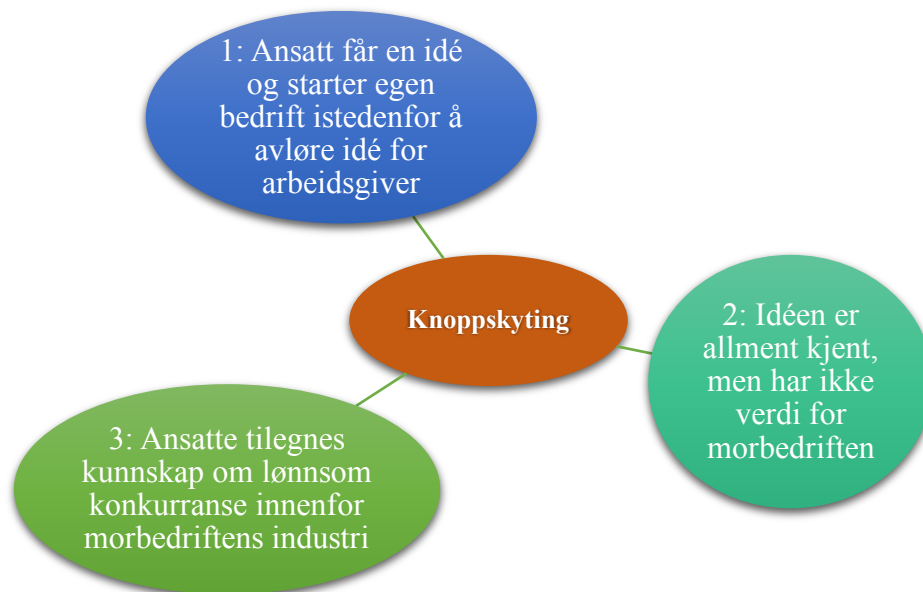 1: Ansatt får en idé
og starter egen
bedrift istedenfor å
avløre idé for
arbeidsgiver
Knoppskyting
2: Idéen er
allment kjent,
men har ikke
verdi for
morbedriften
3: Ansatte tilegnes
kunnskap om lønnsom
konkurranse innenfor
morbedriftens industri